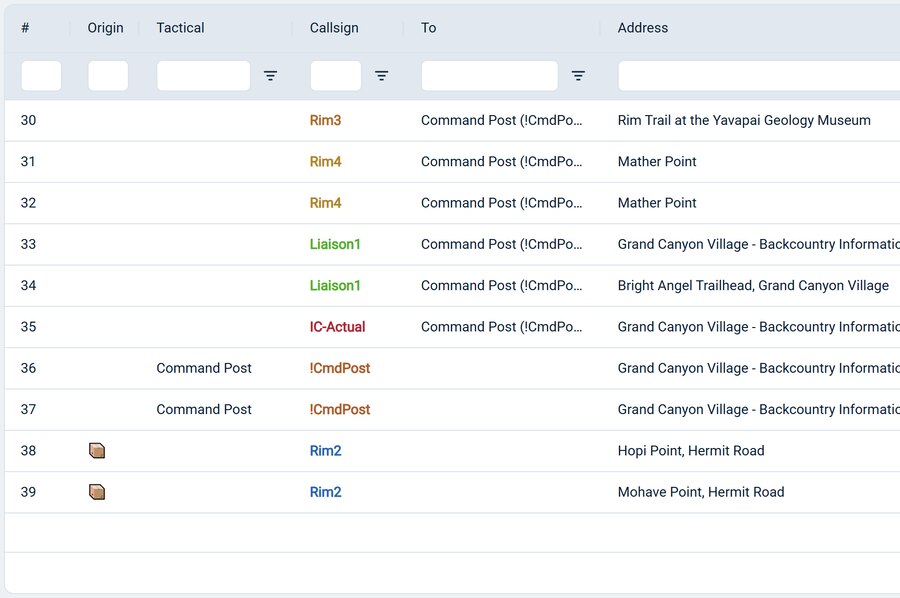 # Origin Tactical Callsign To Address
30 Rim3 Command Post (!CmdPo... Rim Trail at the Yavapai Geology Museum
31 Rim4 Command Post (!CmdPo... Mather Point
32 Rim4 Command Post (!CmdPo... Mather Point
33 Liaison1 Command Post (!CmdPo... Grand Canyon Village - Backcountry Informatio
34 Liaison1 Command Post (!CmdPo... Bright Angel Trailhead, Grand Canyon Village
35 IC-Actual Command Post (!CmdPo... Grand Canyon Village - Backcountry Informatio
36 Command Post !CmdPost Grand Canyon Village - Backcountry Informatio
37 Command Post !CmdPost Grand Canyon Village - Backcountry Informatio
38 Rim2 Hopi Point, Hermit Road
39 Rim2 Mohave Point, Hermit Road